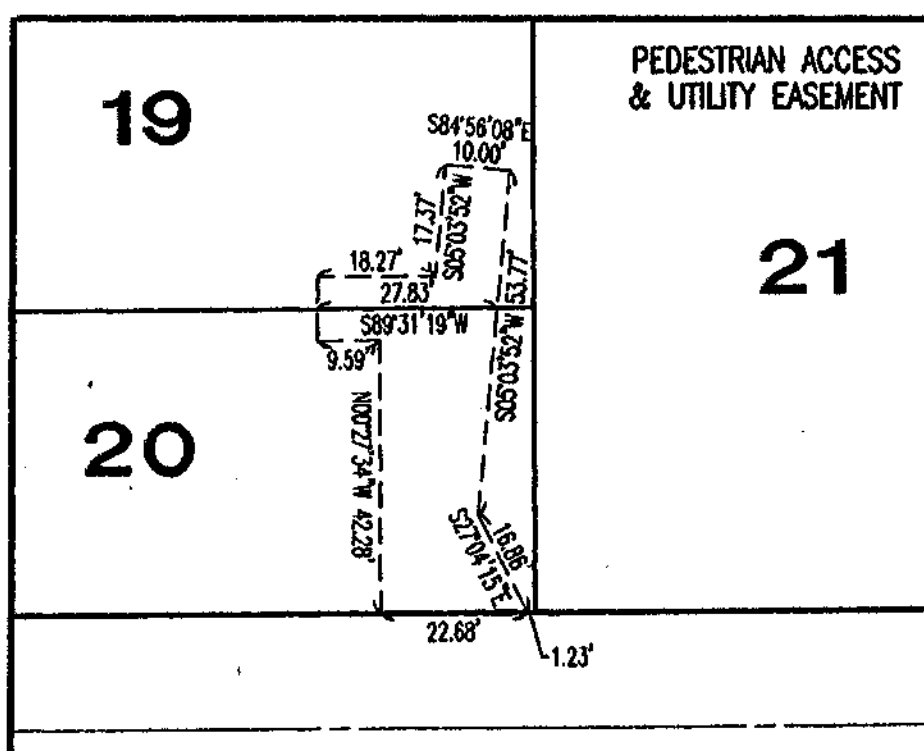 19
PEDESTRIAN ACCESS
& UTILITY EASEMENT
S84°56'08"E
10.00'
17.37'
S05°03'52"W
18.27'
27.83'
21
53.77'
S89°31'19"W
S05°03'52"W
9.59'
20
N00°27'34"W 42.28'
16.86'
S27°04'15"E
22.68'
1.23'